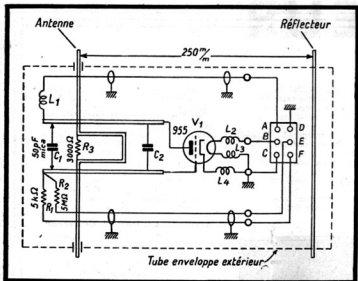 Antenne
Réflecteur
250 m/m
L1
V1
955
L2
L3
L4
A
D
B
E
C
F
50pF
mica
C1
3000Ω
R3
C2
5kΩ
R1
R2
5MΩ
Tube enveloppe extérieur